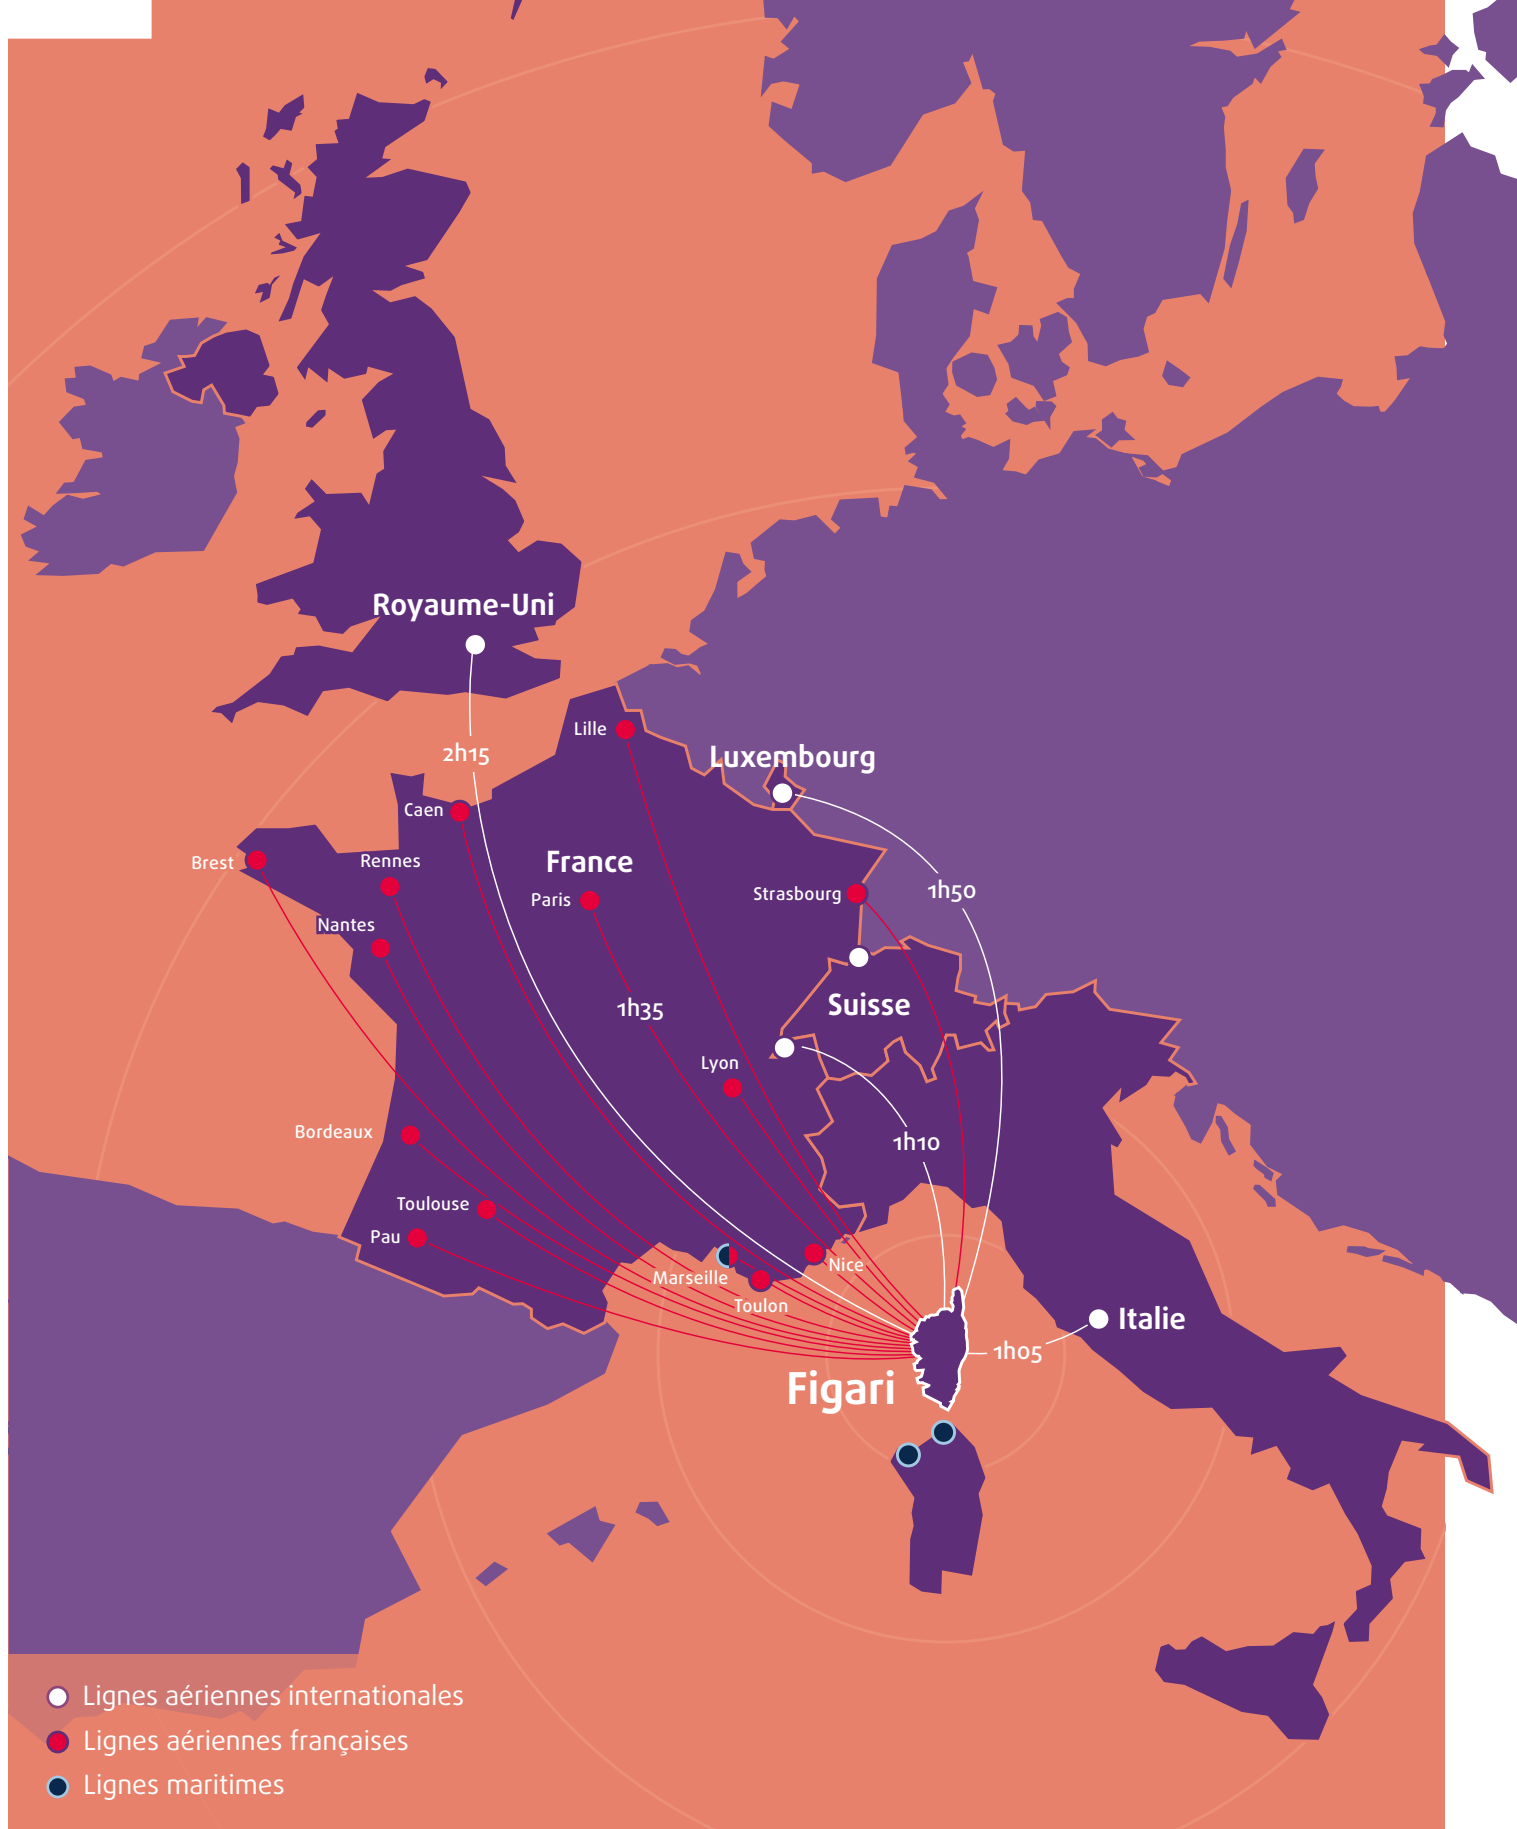 Royaume-Uni
2h15
Lille
Luxembourg
Caen
Brest
Rennes
France
Paris
Strasbourg
1h50
Nantes
1h35
Suisse
Lyon
Bordeaux
1h10
Toulouse
Pau
Nice
Marseille
Toulon
Italie
1h05
Figari
Lignes aériennes internationales
Lignes aériennes françaises
Lignes maritimes